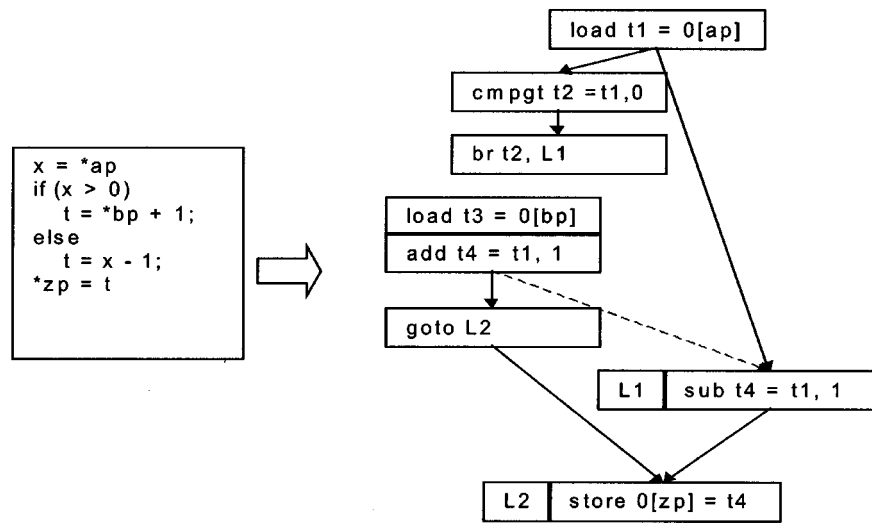 load t1 = 0[ap]
cmpgt t2 =t1,0
br t2, L1
x = *ap
if (x > 0)
t = *bp + 1;
else
t = x - 1;
*zp = t
load t3 = 0[bp]
add t4 = t1, 1
goto L2
L1 sub t4 = t1, 1
L2 store 0[zp] = t4